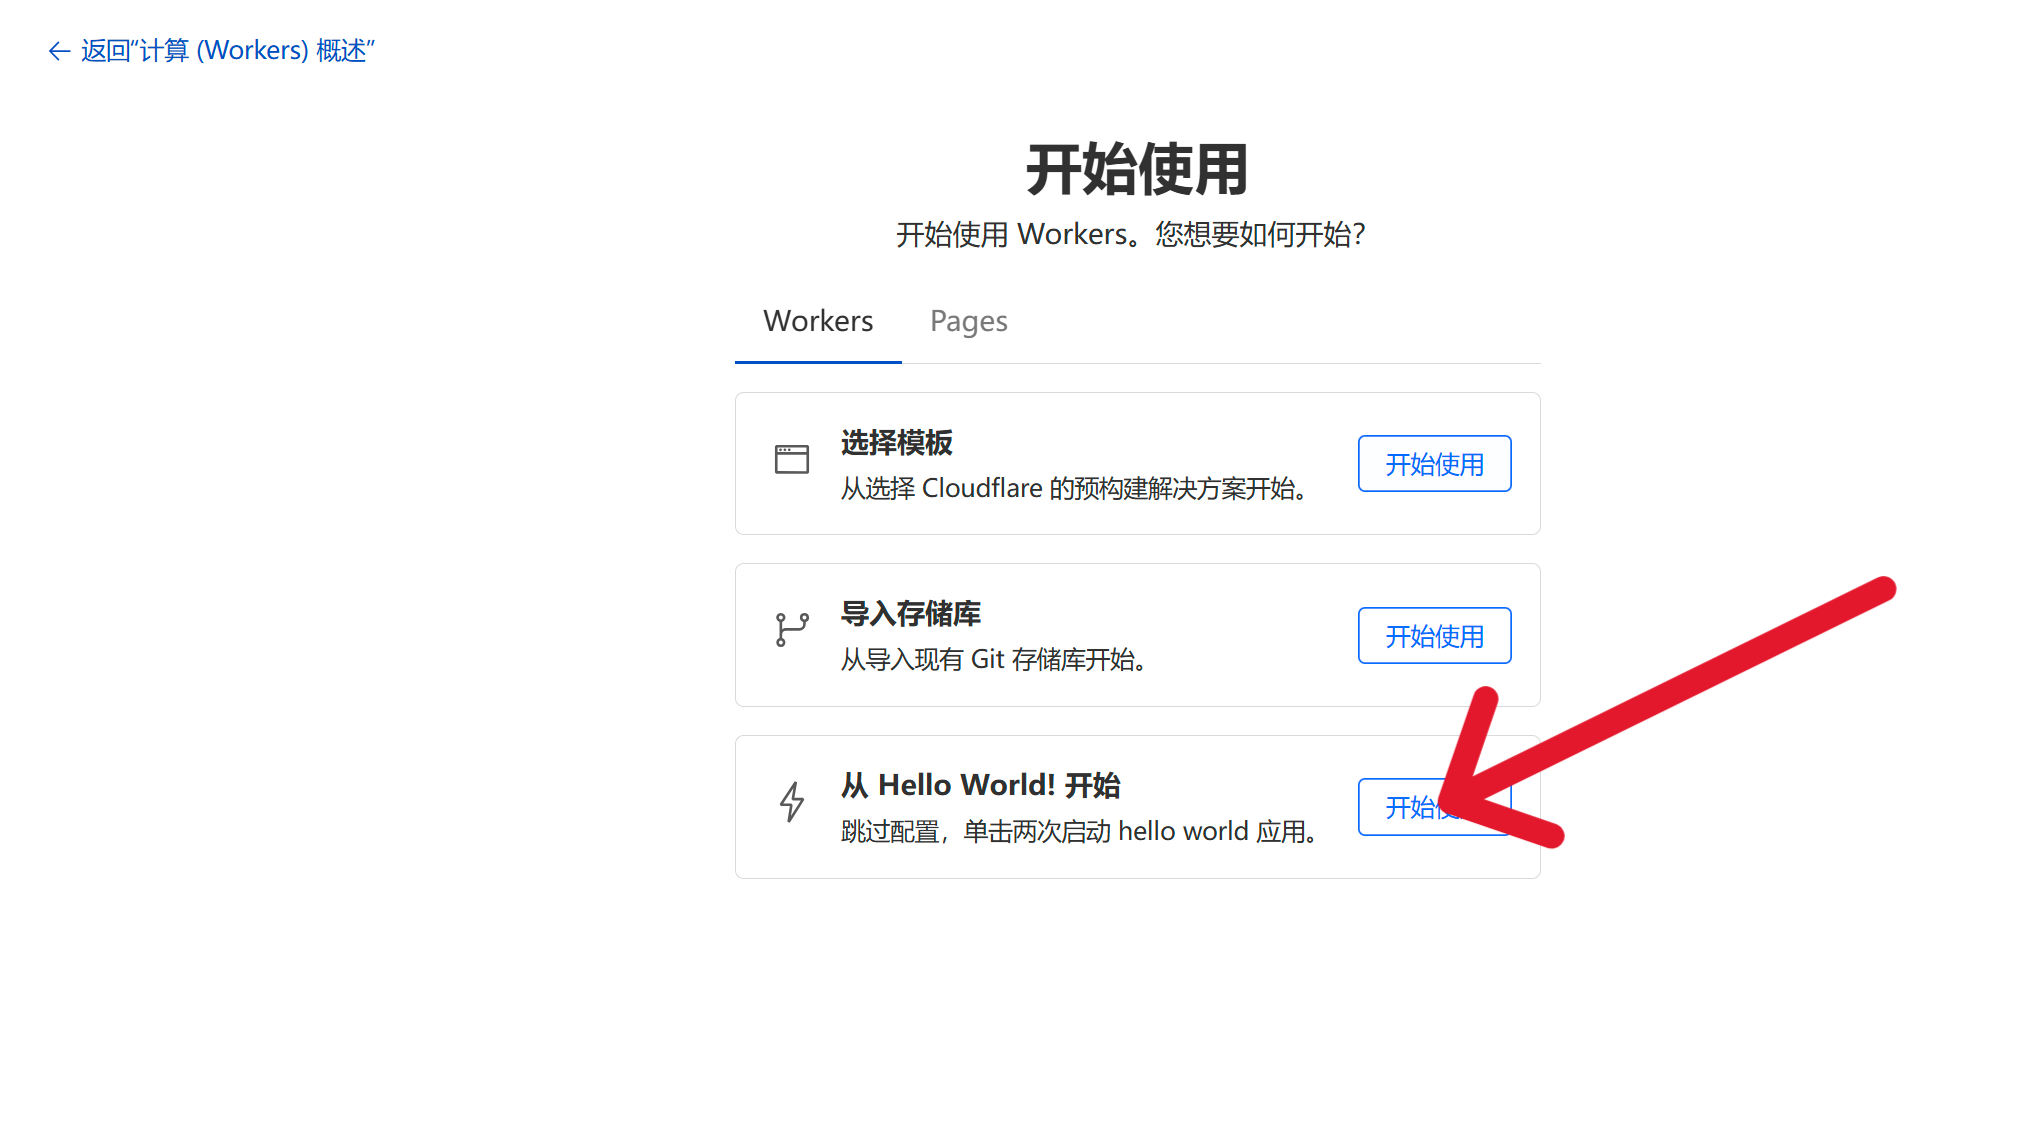 返回“计算 (Workers) 概述”
开始使用
开始使用 Workers。您想要如何开始？
Workers
Pages
选择模板
从选择 Cloudflare 的预构建解决方案开始。
开始使用
导入存储库
从导入现有 Git 存储库开始。
开始使用
从 Hello World! 开始
跳过配置，单击两次启动 hello world 应用。
开始